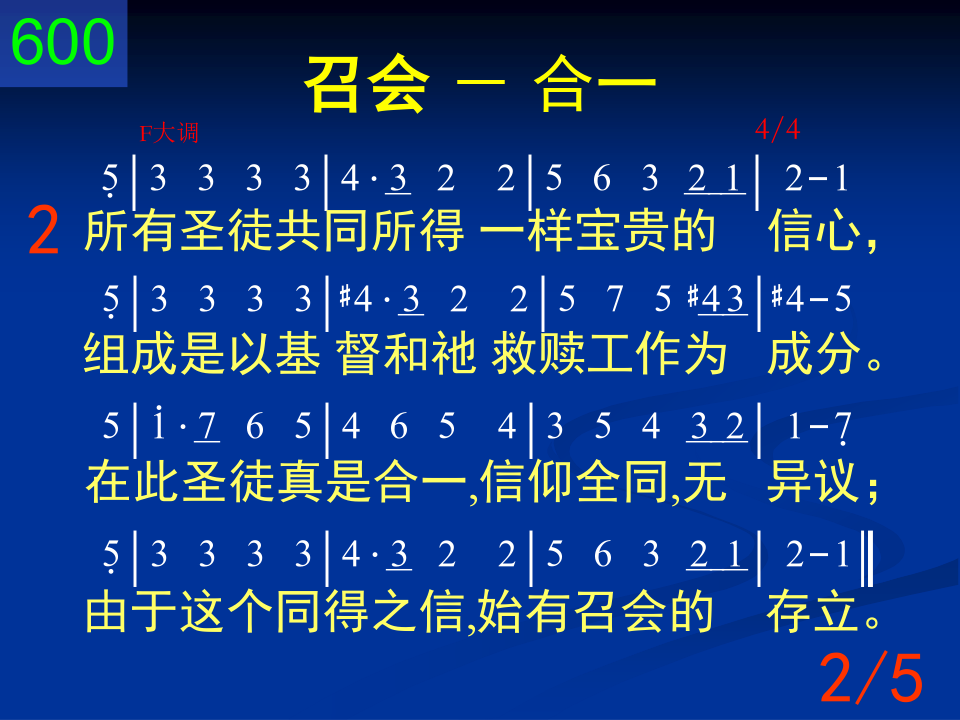 600
召会 － 合一
F大调 4/4
5̣ | 3 3 3 3 | 4 · 3̲ 2 2 | 5 6 3 2̲ 1̲ | 2 - 1
2 所有圣徒共同所得 一样宝贵的 信心，
5̣ | 3 3 3 3 | #4 · 3̲ 2 2 | 5 7 5 #4̲ 3̲ | #4 - 5
组成是以基 督和祂 救赎工作为 成分。
5 | 1̇ · 7̲ 6 5 | 4 6 5 4 | 3 5 4 3̲ 2̲ | 1 - 7̣
在此圣徒真是合一,信仰全同,无 异议；
5̣ | 3 3 3 3 | 4 · 3̲ 2 2 | 5 6 3 2̲ 1̲ | 2 - 1 ‖
由于这个同得之信,始有召会的 存立。
2/5